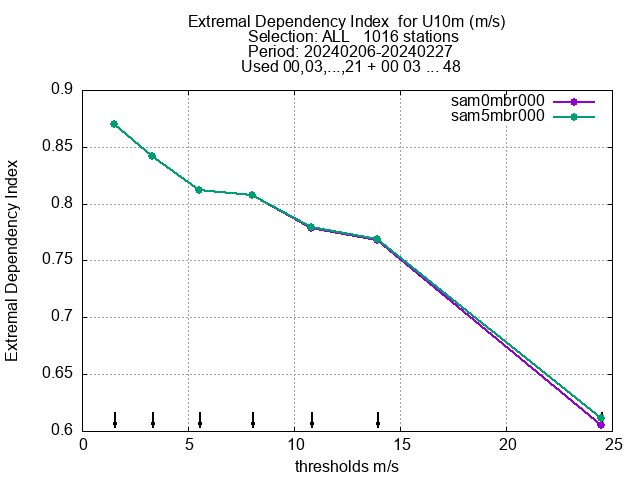 Extremal Dependency Index  for U10m (m/s)
Selection: ALL   1016 stations
Period: 20240206-20240227
Used 00,03,...,21 + 00 03 ... 48
sam0mbr000
sam5mbr000
0.9
0.85
0.8
0.75
0.7
0.65
0.6
Extremal Dependency Index
0 5 10 15 20 25
thresholds m/s